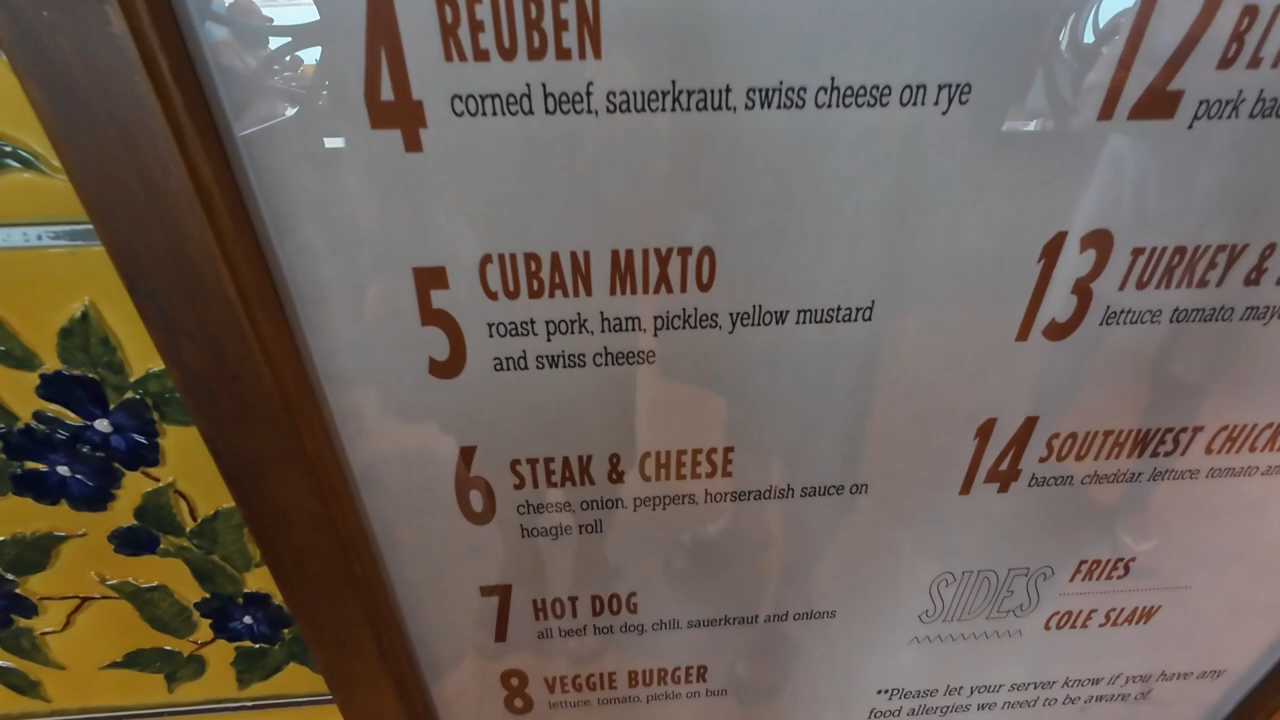 4 REUBEN
corned beef, sauerkraut, swiss cheese on rye
5 CUBAN MIXTO
roast pork, ham, pickles, yellow mustard
and swiss cheese
6 STEAK & CHEESE
cheese, onion, peppers, horseradish sauce on
hoagie roll
7 HOT DOG
all beef hot dog, chili, sauerkraut and onions
8 VEGGIE BURGER
lettuce, tomato, pickle on bun
12
pork
13 TURKEY &
lettuce, tomato,
14 SOUTHWEST
bacon, cheddar, lettuce, tomato
SIDES
FRIES
COLE SLAW
**Please let your server know if you have any
food allergies we need to be aware of